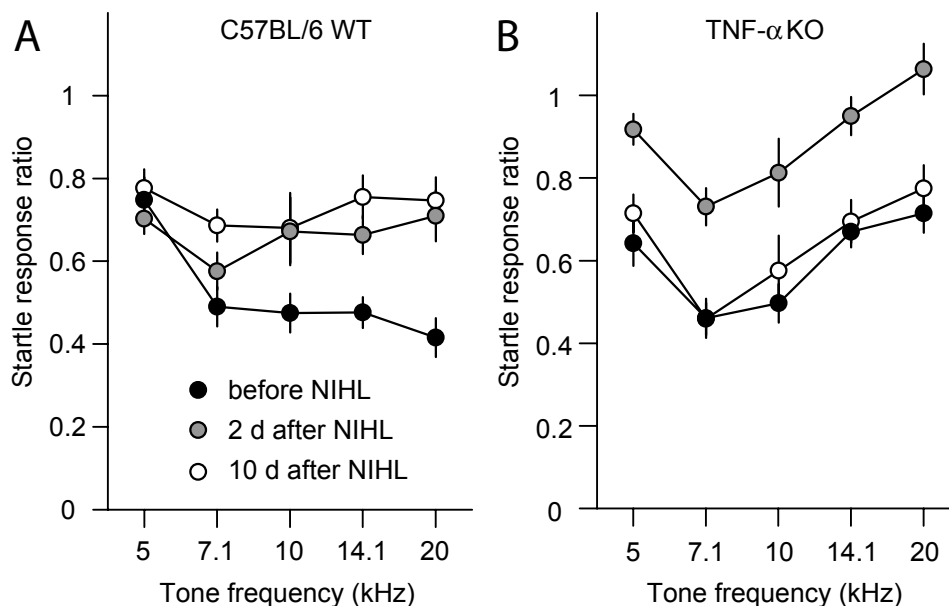 A
C57BL/6 WT
Startle response ratio
1
0.8
0.6
0.4
0.2
0
before NIHL
2 d after NIHL
10 d after NIHL
5 7.1 10 14.1 20
Tone frequency (kHz)
B
TNF-αKO
Startle response ratio
1
0.8
0.6
0.4
0.2
0
5 7.1 10 14.1 20
Tone frequency (kHz)